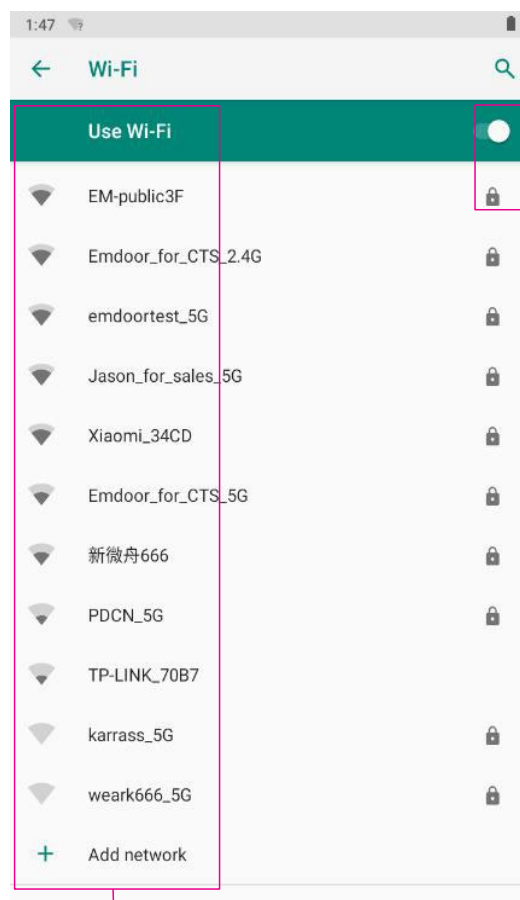 1:47
Wi-Fi
Use Wi-Fi
EM-public3F
Emdoor_for_CTS_2.4G
emdoortest_5G
Jason_for_sales_5G
Xiaomi_34CD
Emdoor_for_CTS_5G
新微舟666
PDCN_5G
TP-LINK_70B7
karrass_5G
weark666_5G
Add network